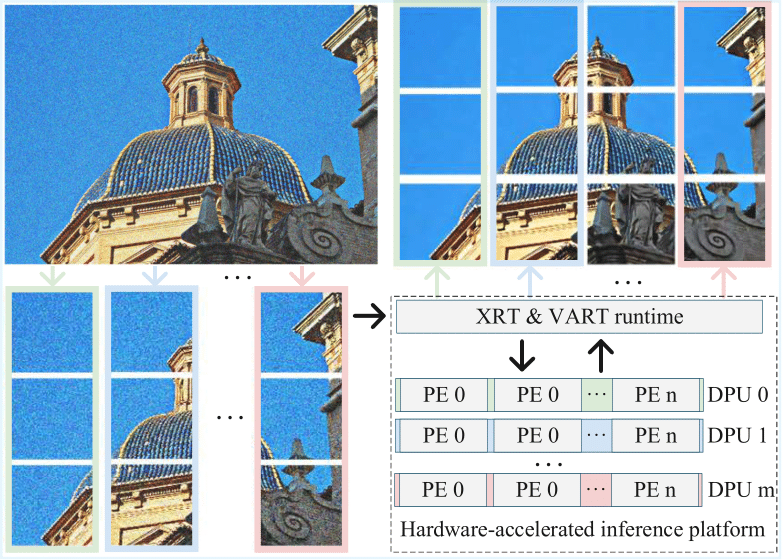 ...
...
...
XRT & VART runtime
PE 0 PE 0 ... PE n DPU 0
PE 0 PE 0 ... PE n DPU 1
...
PE 0 PE 0 ... PE n DPU m
Hardware-accelerated inference platform